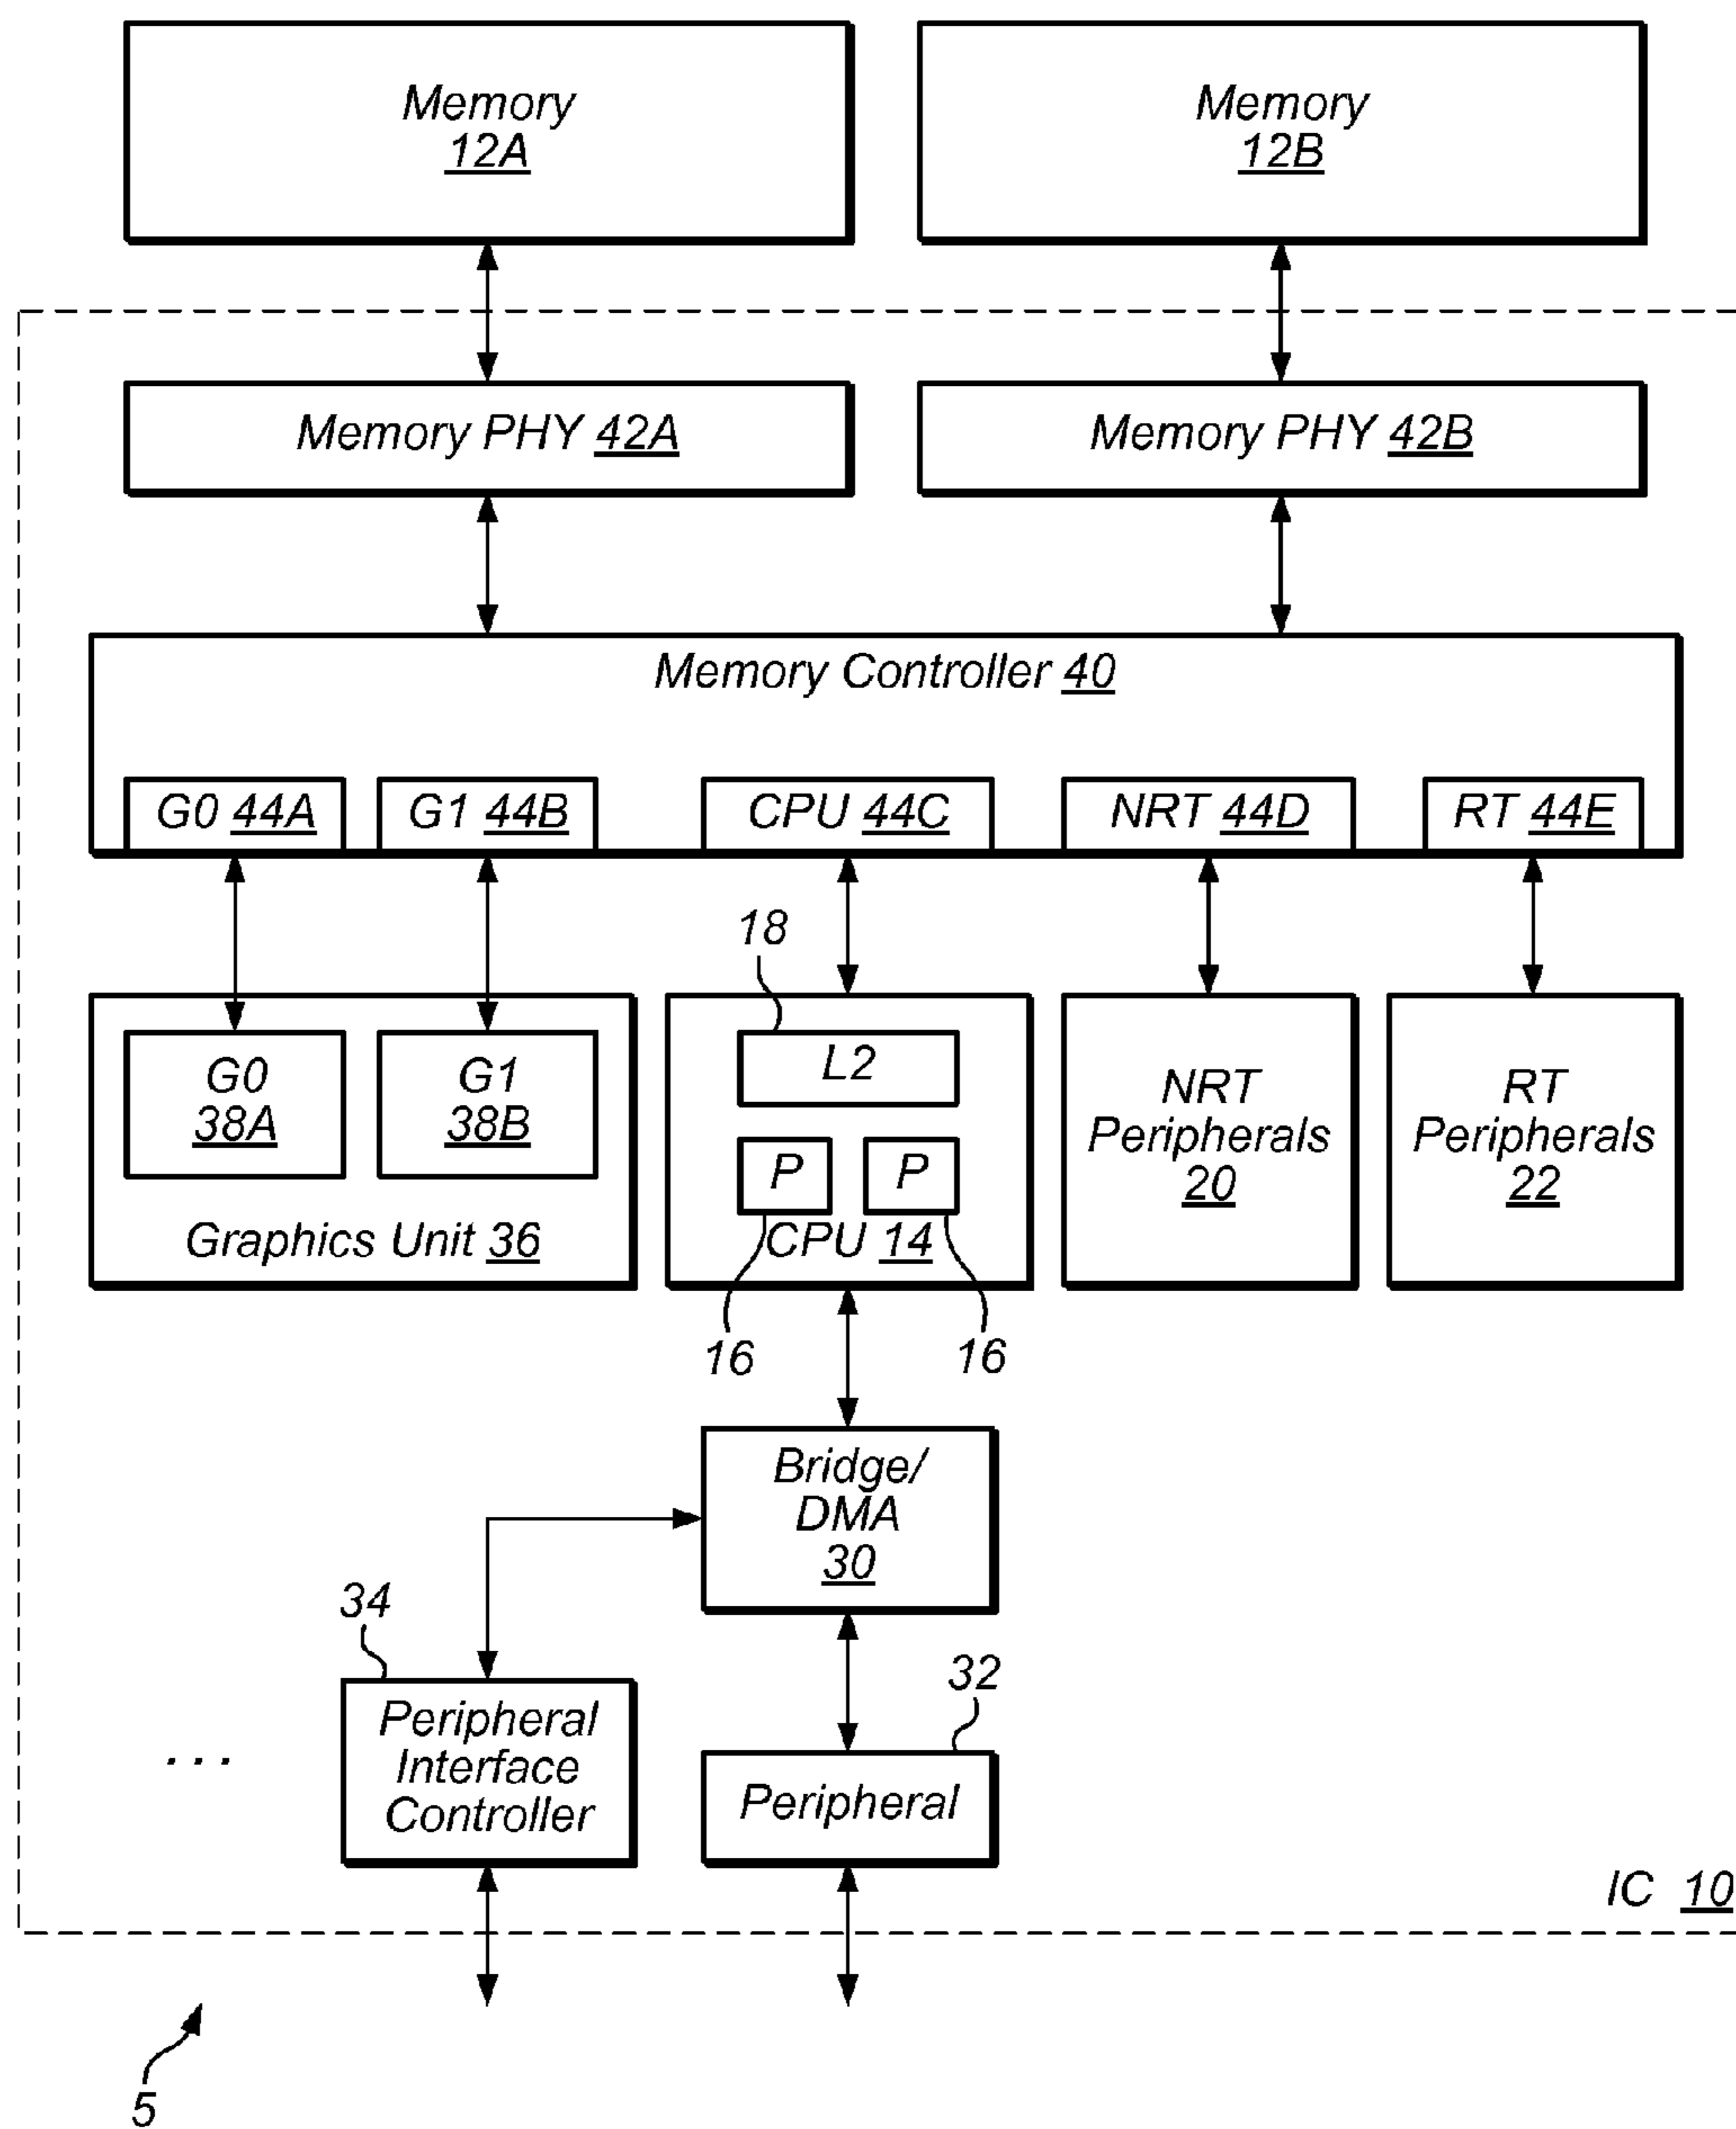 Memory
12A
Memory
12B
Memory PHY 42A
Memory PHY 42B
Memory Controller 40
G0 44A
G1 44B
CPU 44C
NRT 44D
RT 44E
18
G0
38A
G1
38B
Graphics Unit 36
L2
P
P
CPU 14
16
16
NRT
Peripherals
20
RT
Peripherals
22
Bridge/
DMA
30
34
Peripheral
Interface
Controller
32
Peripheral
. . .
IC 10
5